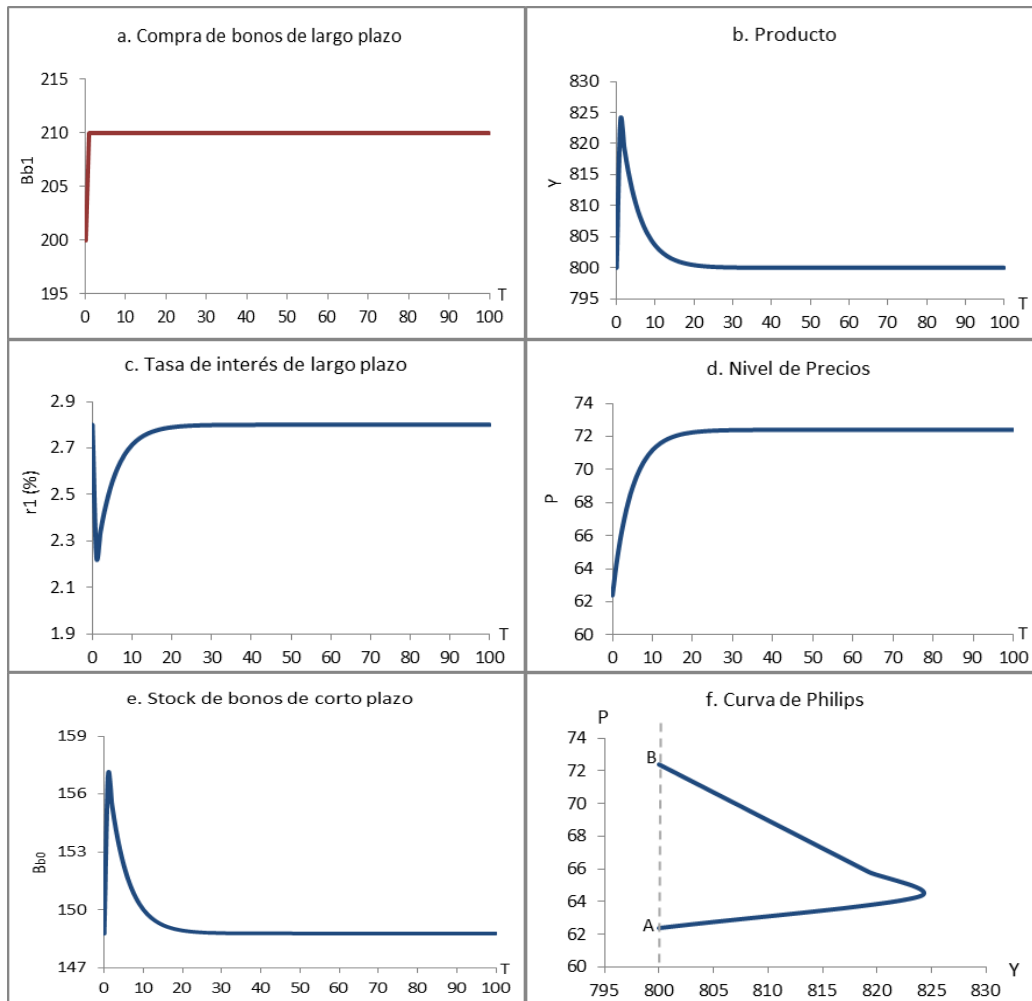 a. Compra de bonos de largo plazo
215
210
205
200
195
Bb1
0 10 20 30 40 50 60 70 80 90 100
T
b. Producto
830
825
820
815
810
805
800
795
Y
0 10 20 30 40 50 60 70 80 90 100
T
c. Tasa de interés de largo plazo
2.9
2.7
2.5
2.3
2.1
1.9
r1 (%)
0 10 20 30 40 50 60 70 80 90 100
T
d. Nivel de Precios
74
72
70
68
66
64
62
60
P
0 10 20 30 40 50 60 70 80 90 100
T
e. Stock de bonos de corto plazo
159
156
153
150
147
Bb0
0 10 20 30 40 50 60 70 80 90 100
T
f. Curva de Philips
P
74
72
70
68
66
64
62
60
B
A
795 800 805 810 815 820 825 830
Y